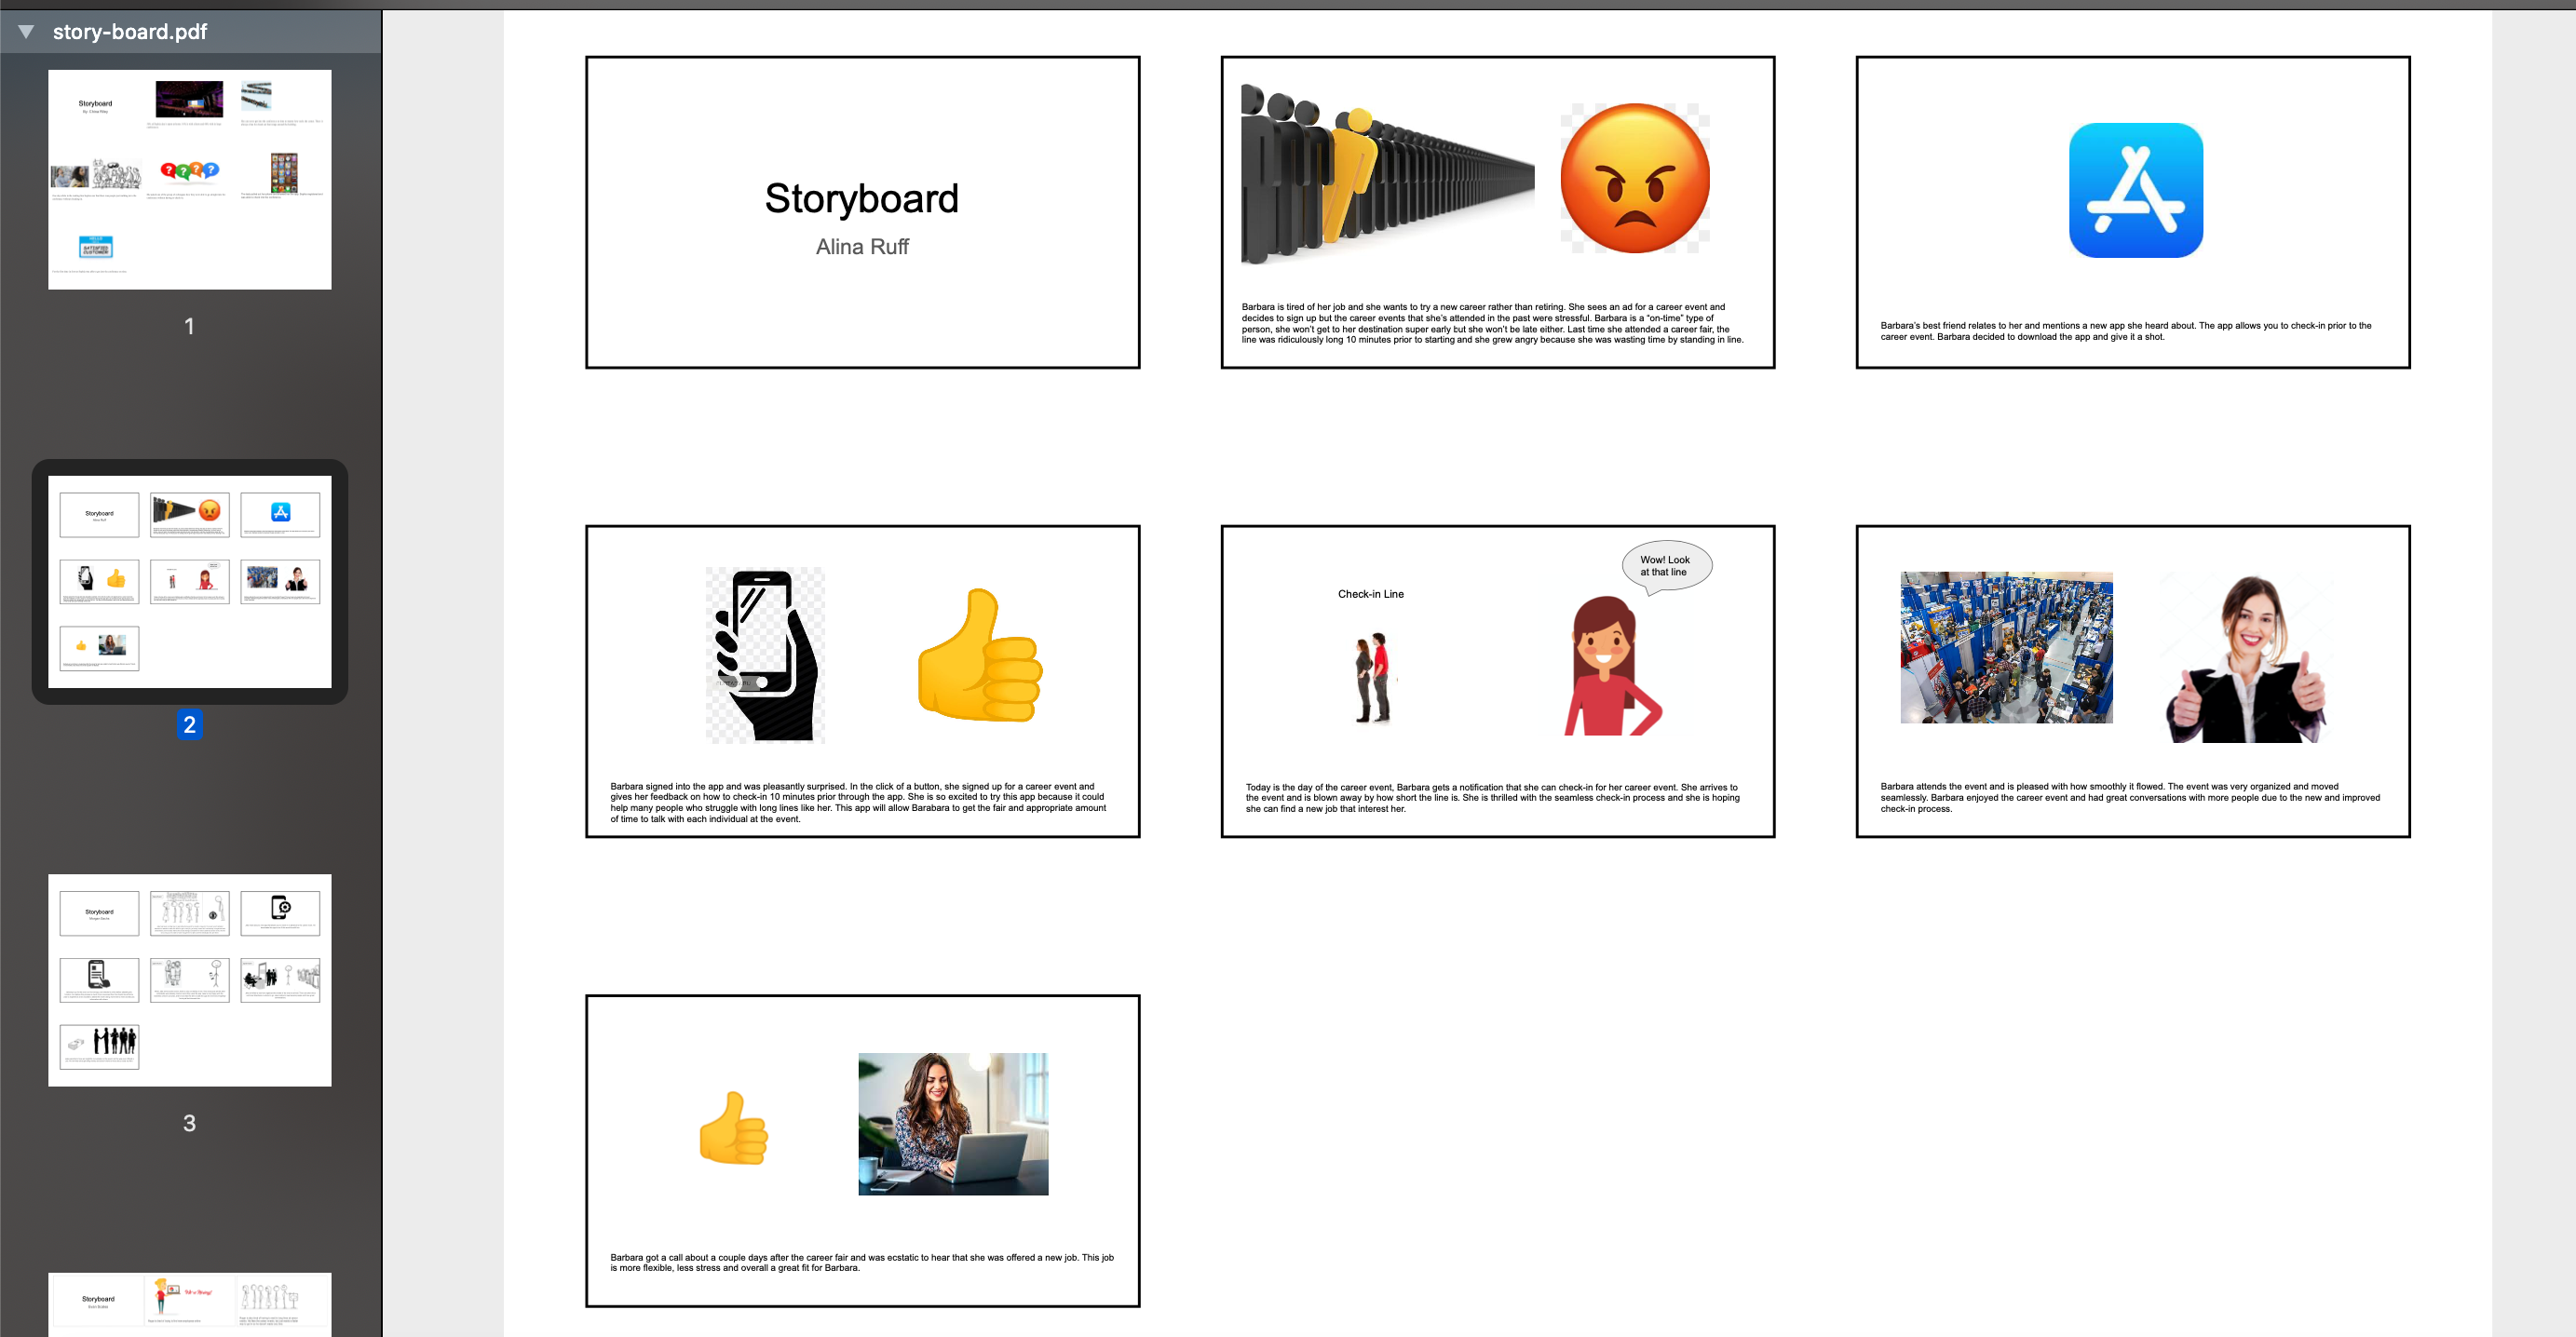 story-board.pdf
Storyboard
1
Storyboard
2
Storyboard
3
Storyboard
Storyboard
Alina Ruff
Barbara is tired of her job and she wants to try a new career rather than retiring. She sees an ad for a career event and
decides to sign up but the career events that she's attended in the past were stressful. Barbara is a "on-time" type of
person, she won't get to her destination super early but she won't be late either. Last time she attended a career fair, the
line was ridiculously long 10 minutes prior to starting and she grew angry because she was wasting time by standing in line.
Barbara's best friend relates to her and mentions a new app she heard about. The app allows you to check-in prior to the
career event. Barbara decided to download the app and give it a shot.
Barbara signed into the app and was pleasantly surprised. In the click of a button, she signed up for a career event and
gives her feedback on how to check-in 10 minutes prior through the app. She is so excited to try this app because it could
help many people who struggle with long lines like her. This app will allow Barabara to get the fair and appropriate amount
of time to talk with each individual at the event.
Check-in Line
Wow! Look
at that line
Today is the day of the career event, Barbara gets a notification that she can check-in for her career event. She arrives to
the event and is blown away by how short the line is. She is thrilled with the seamless check-in process and she is hoping
she can find a new job that interest her.
Barbara attends the event and is pleased with how smoothly it flowed. The event was very organized and moved
seamlessly. Barbara enjoyed the career event and had great conversations with more people due to the new and improved
check-in process.
Barbara got a call about a couple days after the career fair and was ecstatic to hear that she was offered a new job. This job
is more flexible, less stress and overall a great fit for Barbara.